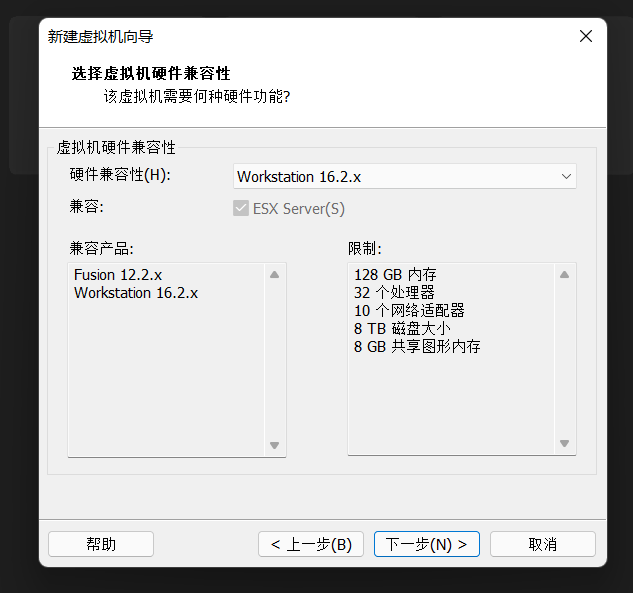 新建虚拟机向导
选择虚拟机硬件兼容性
该虚拟机需要何种硬件功能?
虚拟机硬件兼容性
硬件兼容性(H):
Workstation 16.2.x
兼容:
ESX Server(S)
兼容产品:
Fusion 12.2.x
Workstation 16.2.x
限制:
128 GB 内存
32 个处理器
10 个网络适配器
8 TB 磁盘大小
8 GB 共享图形内存
帮助
< 上一步(B)
下一步(N) >
取消